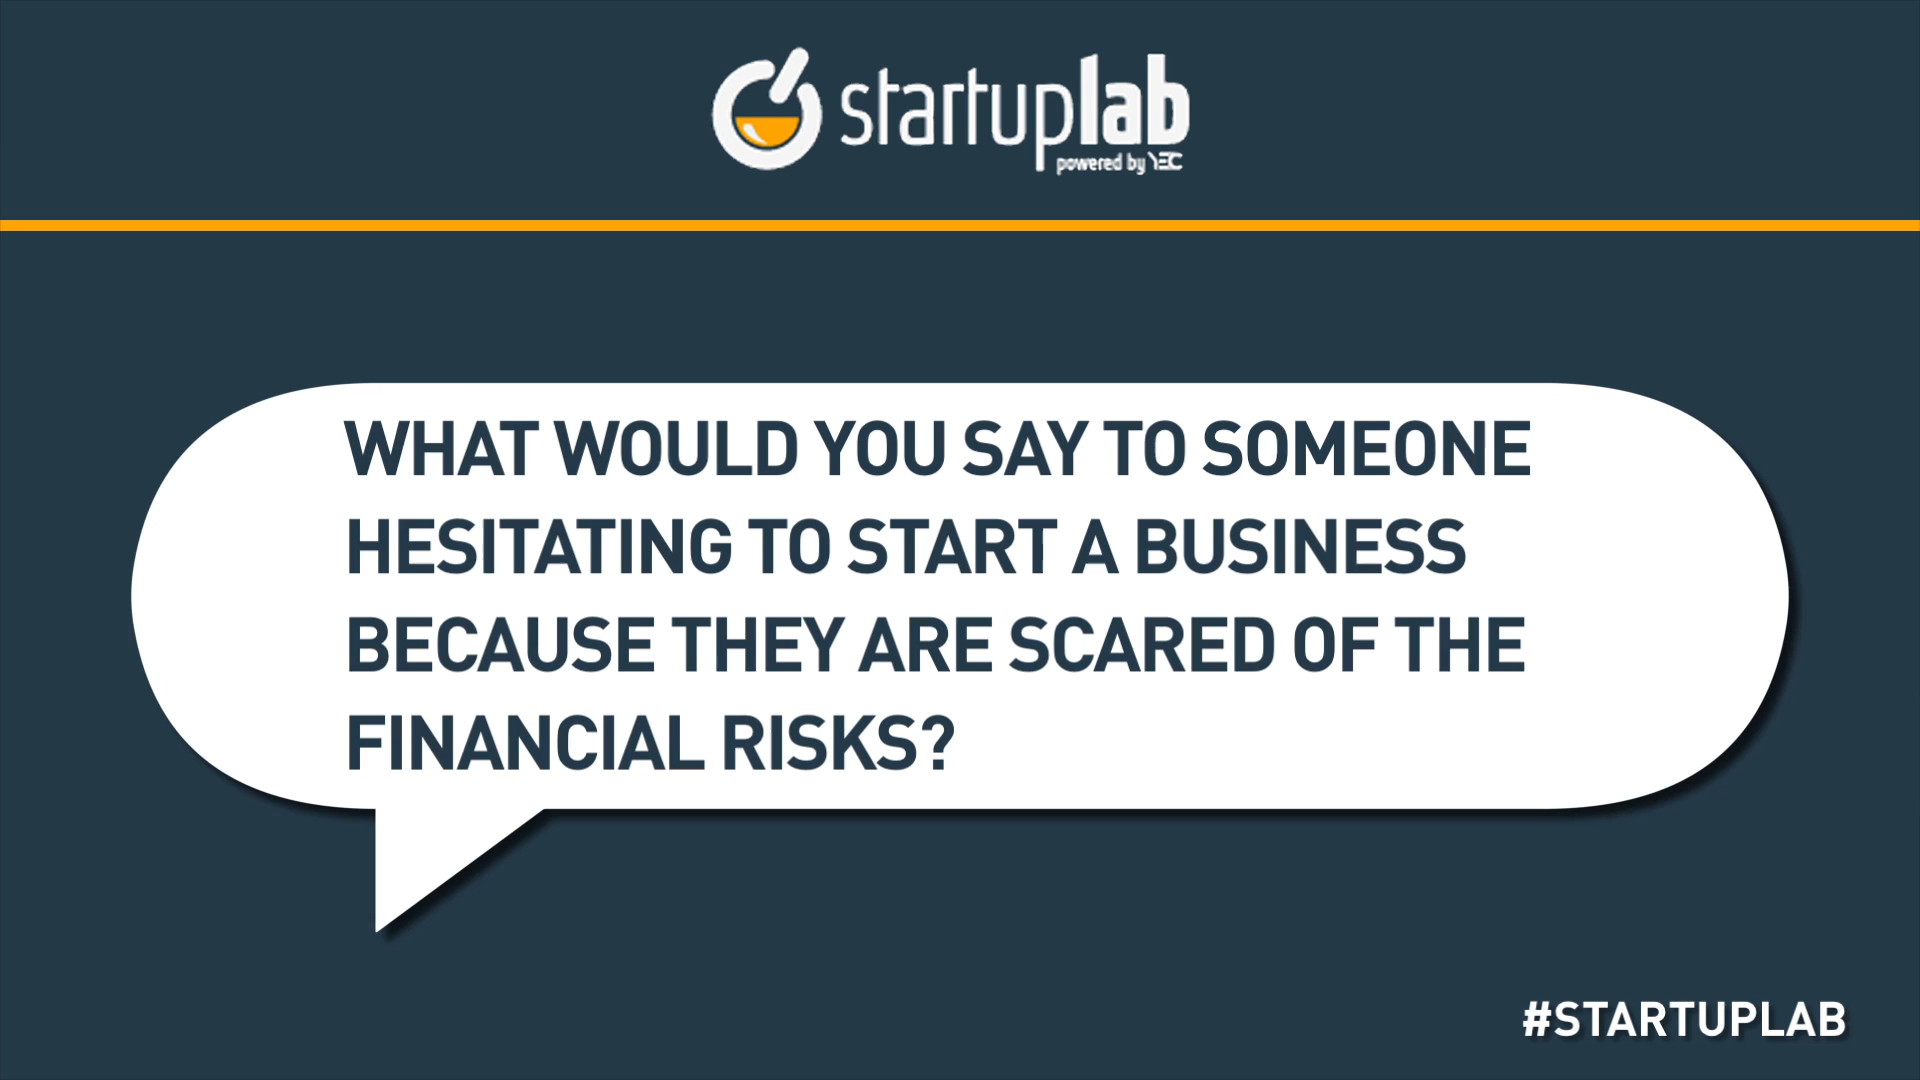 startuplab
powered by YEC
WHAT WOULD YOU SAY TO SOMEONE
HESITATING TO START A BUSINESS
BECAUSE THEY ARE SCARED OF THE
FINANCIAL RISKS?
#STARTUPLAB